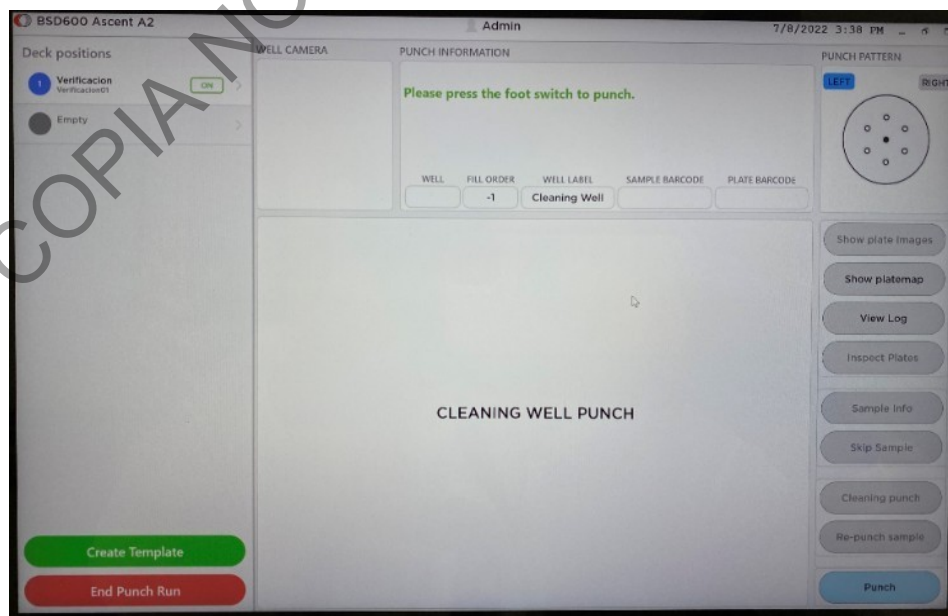 BSD600 Ascent A2
Admin
7/8/2022 3:38 PM
Deck positions
1
Verificacion
Verificacion01
ON
Empty
WELL CAMERA
PUNCH INFORMATION
Please press the foot switch to punch.
WELL
FILL ORDER
WELL LABEL
SAMPLE BARCODE
PLATE BARCODE
-1
Cleaning Well
PUNCH PATTERN
LEFT
RIGHT
CLEANING WELL PUNCH
Show plate images
Show platemap
View Log
Inspect Plates
Sample Info
Skip Sample
Cleaning punch
Re-punch sample
Punch
Create Template
End Punch Run
COPIA NO